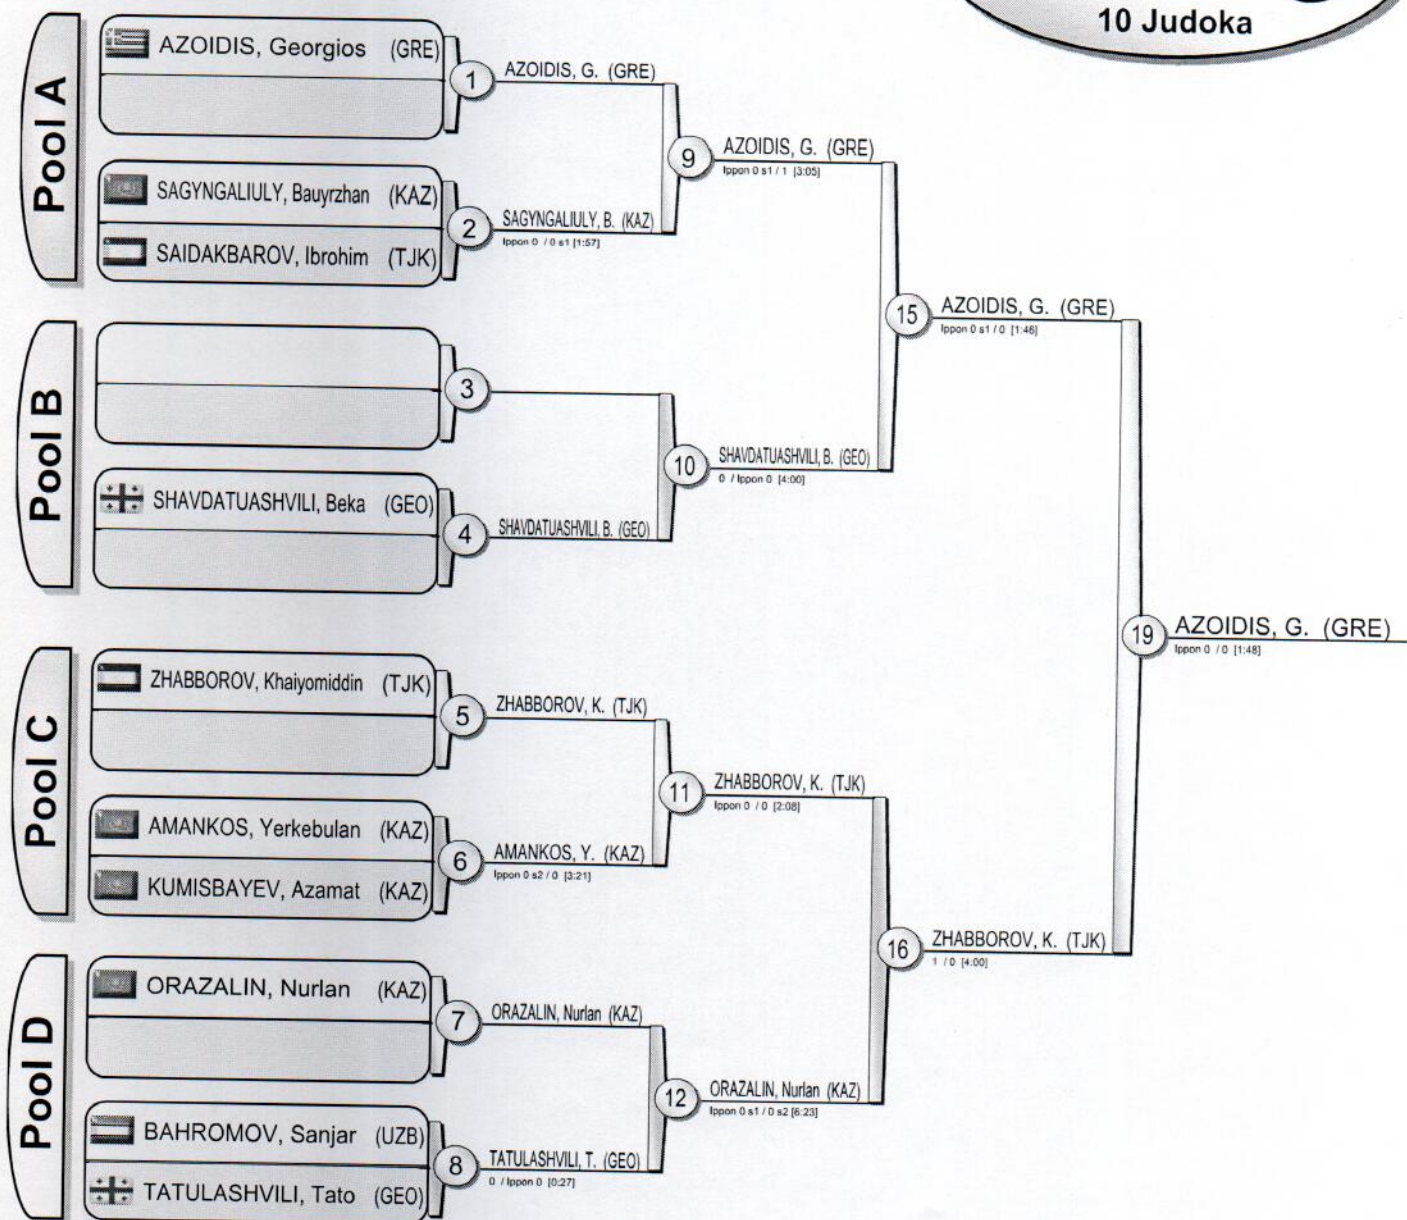 10 Judoka
Pool A
AZOIDIS, Georgios (GRE)
1
AZOIDIS, G. (GRE)
SAGYNGALIULY, Bauyrzhan (KAZ)
SAIDAKBAROV, Ibrohim (TJK)
2
SAGYNGALIULY, B. (KAZ)
Ippon 0 / 0 s1 [1:57]
9
AZOIDIS, G. (GRE)
Ippon 0 s1 / 1 [3:05]
Pool B
3
SHAVDATUASHVILI, Beka (GEO)
4
SHAVDATUASHVILI, B. (GEO)
10
SHAVDATUASHVILI, B. (GEO)
0 / Ippon 0 [4:00]
15
AZOIDIS, G. (GRE)
Ippon 0 s1 / 0 [1:46]
Pool C
ZHABBOROV, Khaiyomiddin (TJK)
5
ZHABBOROV, K. (TJK)
AMANKOS, Yerkebulan (KAZ)
KUMISBAYEV, Azamat (KAZ)
6
AMANKOS, Y. (KAZ)
Ippon 0 s2 / 0 [3:21]
11
ZHABBOROV, K. (TJK)
Ippon 0 / 0 [2:08]
Pool D
ORAZALIN, Nurlan (KAZ)
7
ORAZALIN, Nurlan (KAZ)
BAHROMOV, Sanjar (UZB)
TATULASHVILI, Tato (GEO)
8
TATULASHVILI, T. (GEO)
0 / Ippon 0 [0:27]
12
ORAZALIN, Nurlan (KAZ)
Ippon 0 s1 / 0 s2 [6:23]
16
ZHABBOROV, K. (TJK)
1 / 0 [4:00]
19
AZOIDIS, G. (GRE)
Ippon 0 / 0 [1:48]